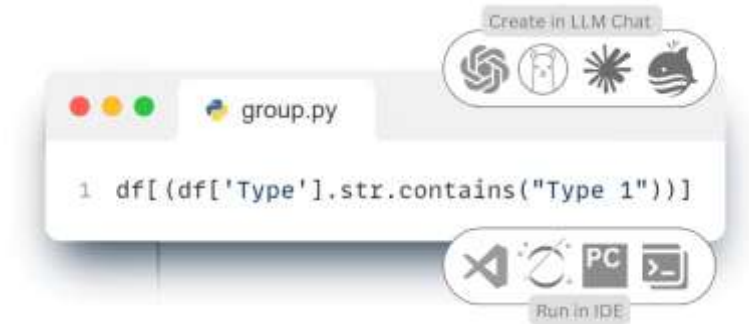 Create in LLM Chat
group.py
1 df[(df['Type'].str.contains("Type 1"))]
PC
Run in IDE